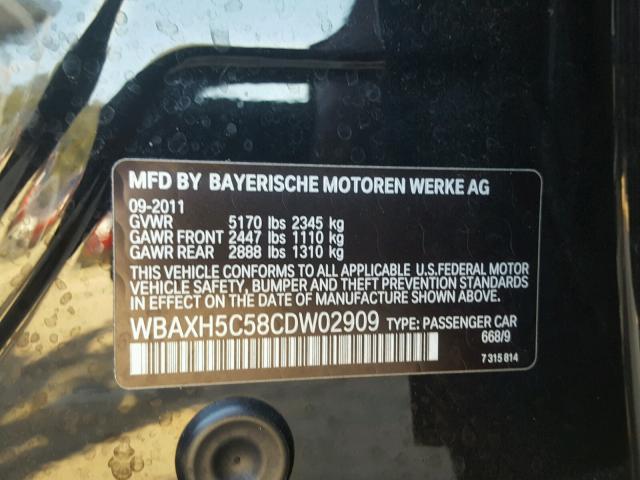 MFD BY BAYERISCHE MOTOREN WERKE AG
09-2011
GVWR 5170 lbs 2345 kg
GAWR FRONT 2447 lbs 1110 kg
GAWR REAR 2888 lbs 1310 kg
THIS VEHICLE CONFORMS TO ALL APPLICABLE U.S.FEDERAL MOTOR
VEHICLE SAFETY, BUMPER, AND THEFT PREVENTION STANDARDS
IN EFFECT ON THE DATE OF MANUFACTURE SHOWN ABOVE.
WBAXH5C58CDW02909 TYPE: PASSENGER CAR
668/9
7 315 814